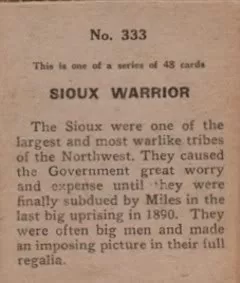 No. 333
This is one of a series of 48 cards
SIOUX WARRIOR
The Sioux were one of the
largest and most warlike tribes
of the Northwest. They caused
the Government great worry
and expense until they were
finally subdued by Miles in the
last big uprising in 1890. They
were often big men and made
an imposing picture in their full
regalia.